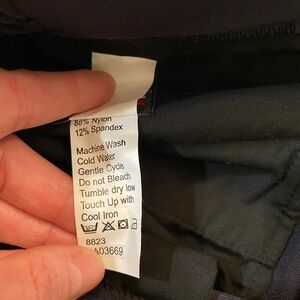 88% Nylon
12% Spandex
Machine Wash
Cold Water
Gentle Cycle
Do not Bleach
Tumble dry low
Touch Up with
Cool Iron
8823
A03669